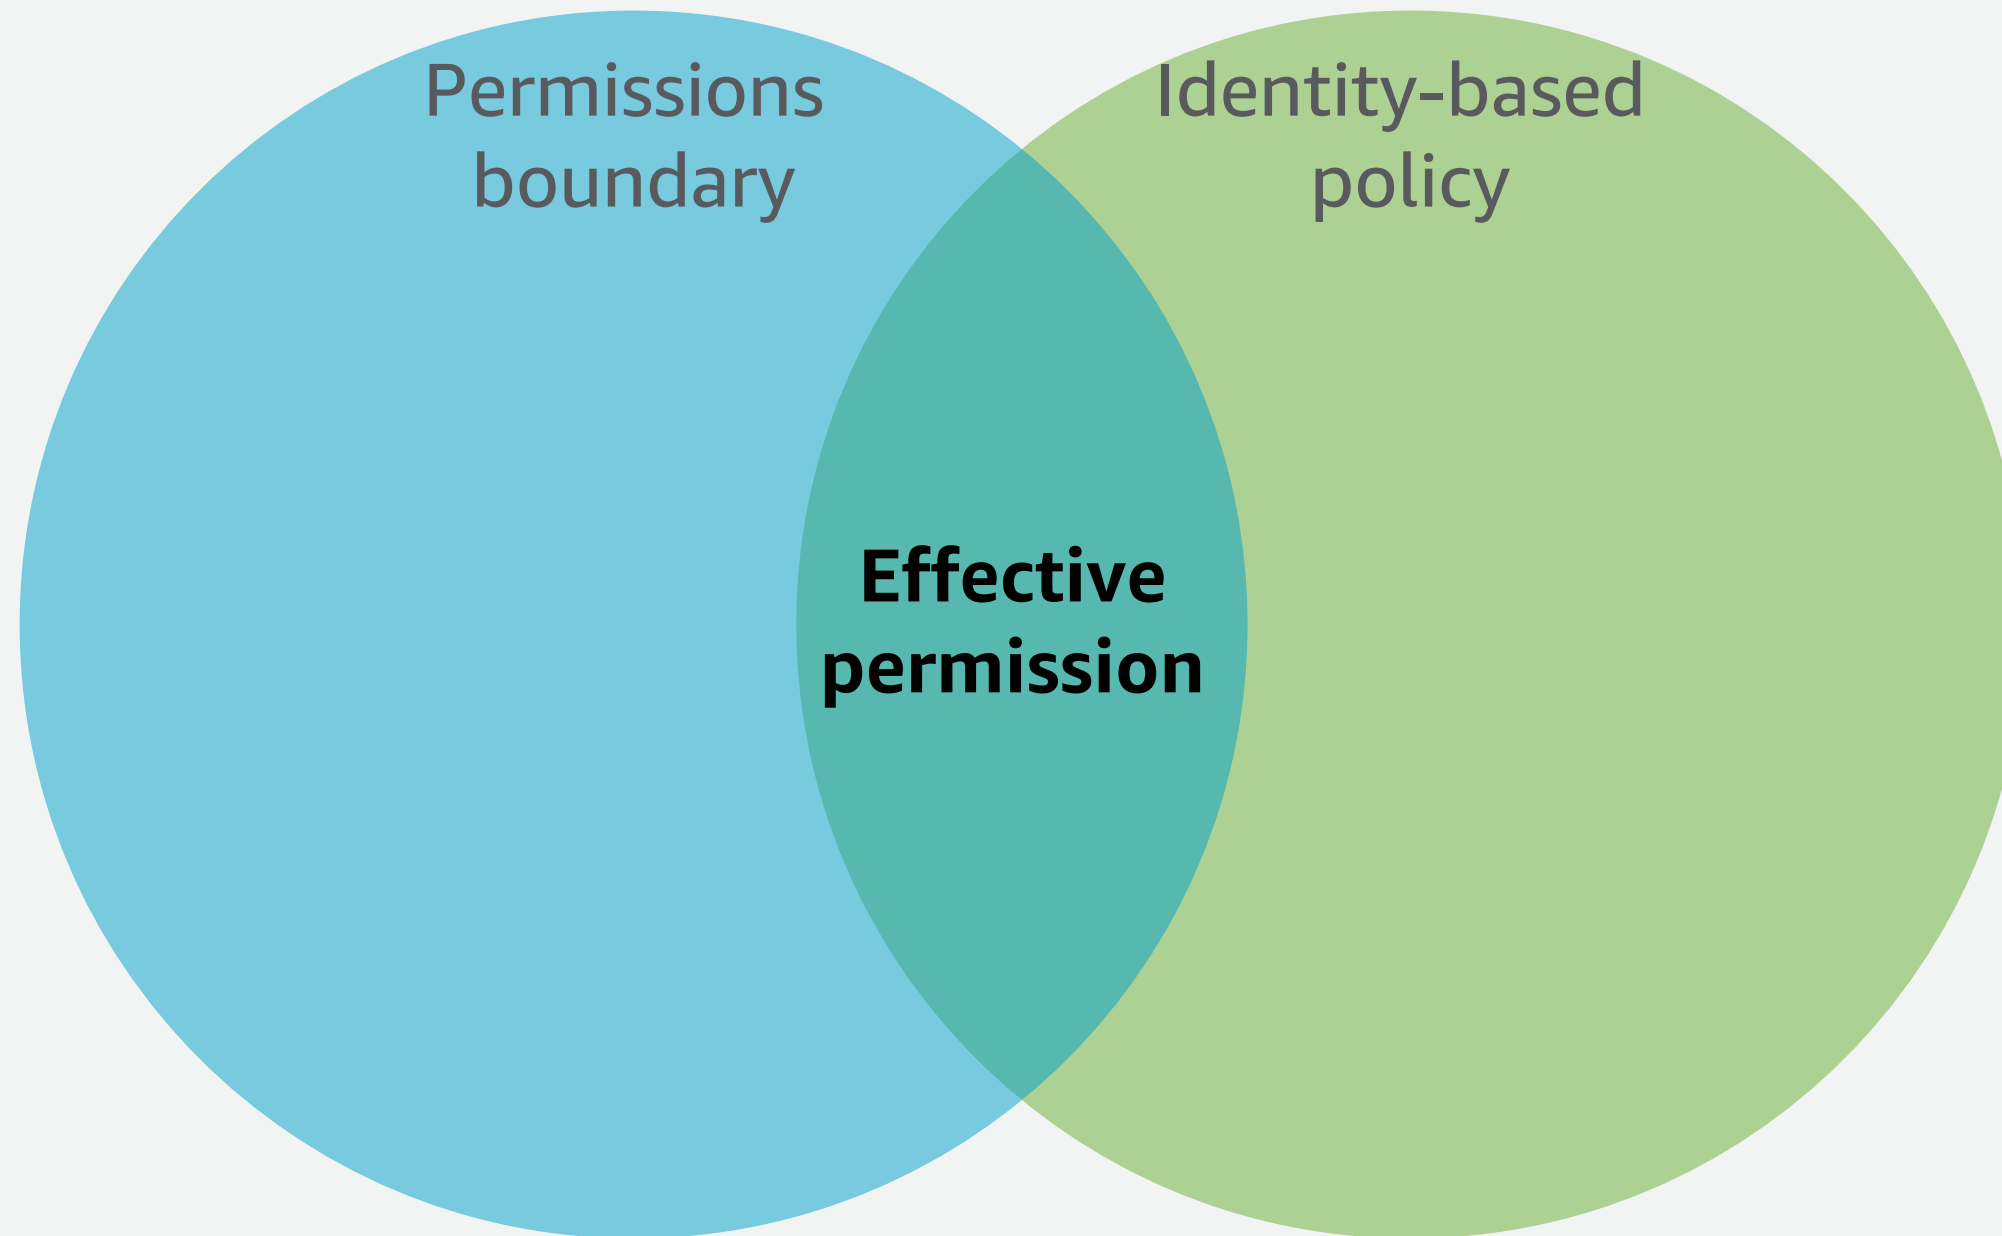 Permissions
boundary
Identity-based
policy
Effective
permission